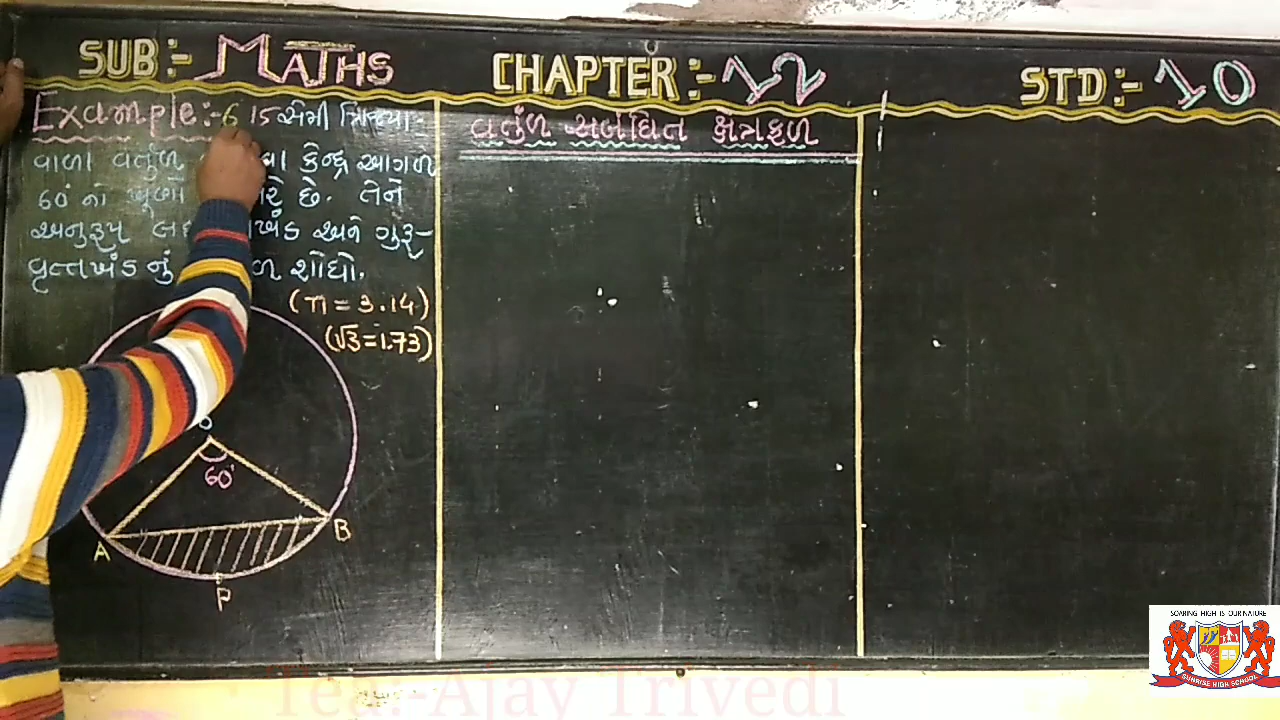 SUB:- MATHS
CHAPTER:- 12
STD:- 10
Example:-6 15 સેમી ત્રિજ્યા-
વાળા વર્તુળ કેન્દ્ર આગળ
60° નો ખૂણો છે. તેને
અનુરૂપ અને ગુરુ-
વૃત્તખંડ નું શોધો.
(π = 3.14)
(√3=1.73)
વર્તુળ સંબંધિત ક્ષેત્રફળ
60°
A
B
P
SOARING HIGH IS OUR NATURE
SUNRISE HIGH SCHOOL
Tea:-Ajay Trivedi